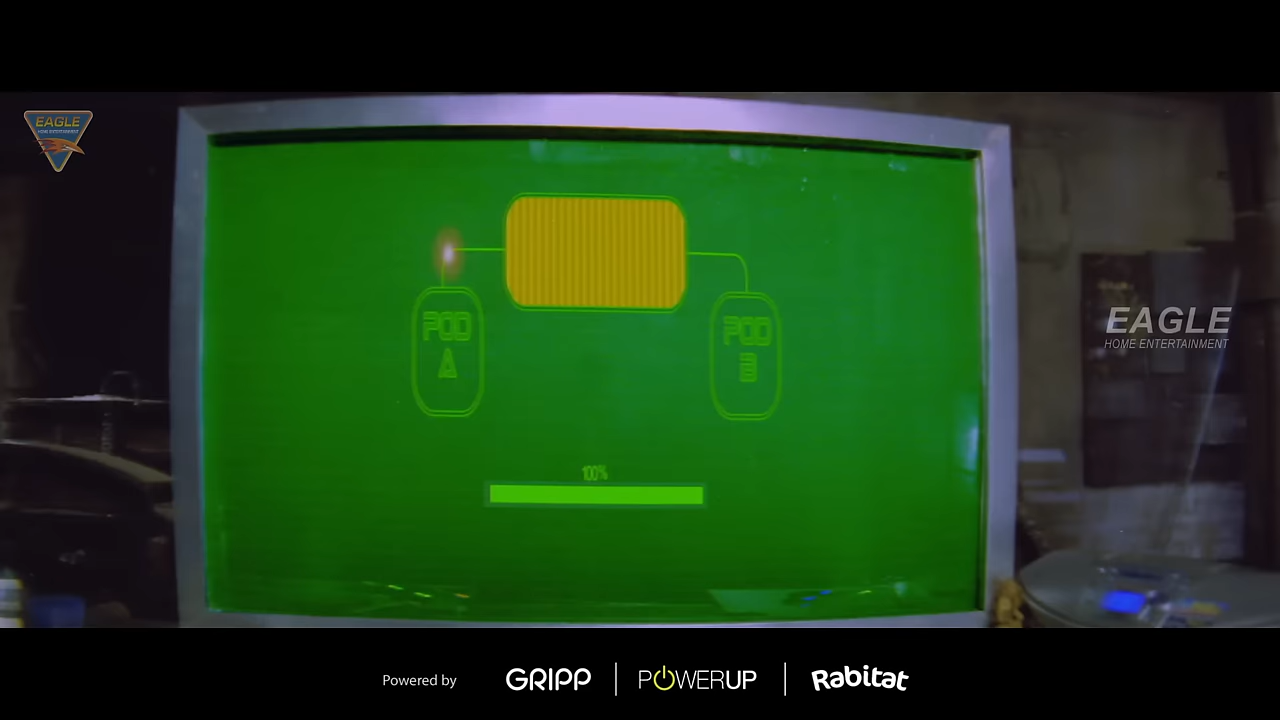 EAGLE
HOME ENTERTAINMENT
POD
A
POD
B
EAGLE
HOME ENTERTAINMENT
100%
Powered by GRIPP | POWERUP | Rabitat